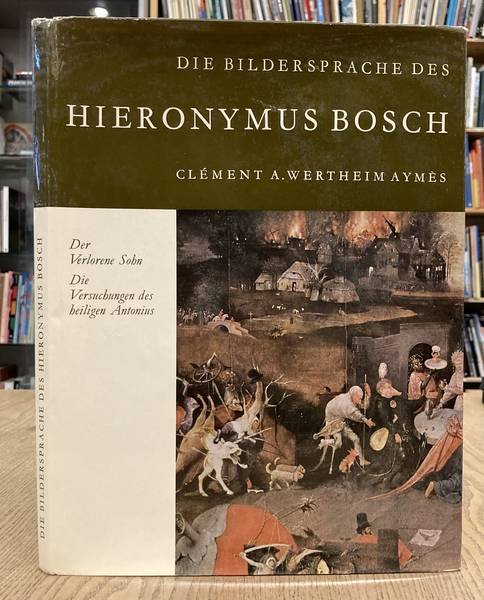 DIE BILDERSPRACHE DES
HIERONYMUS BOSCH
CLÉMENT A. WERTHEIM AYMÈS
Der
Verlorene Sohn
Die
Versuchungen des
heiligen Antonius
DIE BILDERSPRACHE DES HIERONYMUS BOSCH